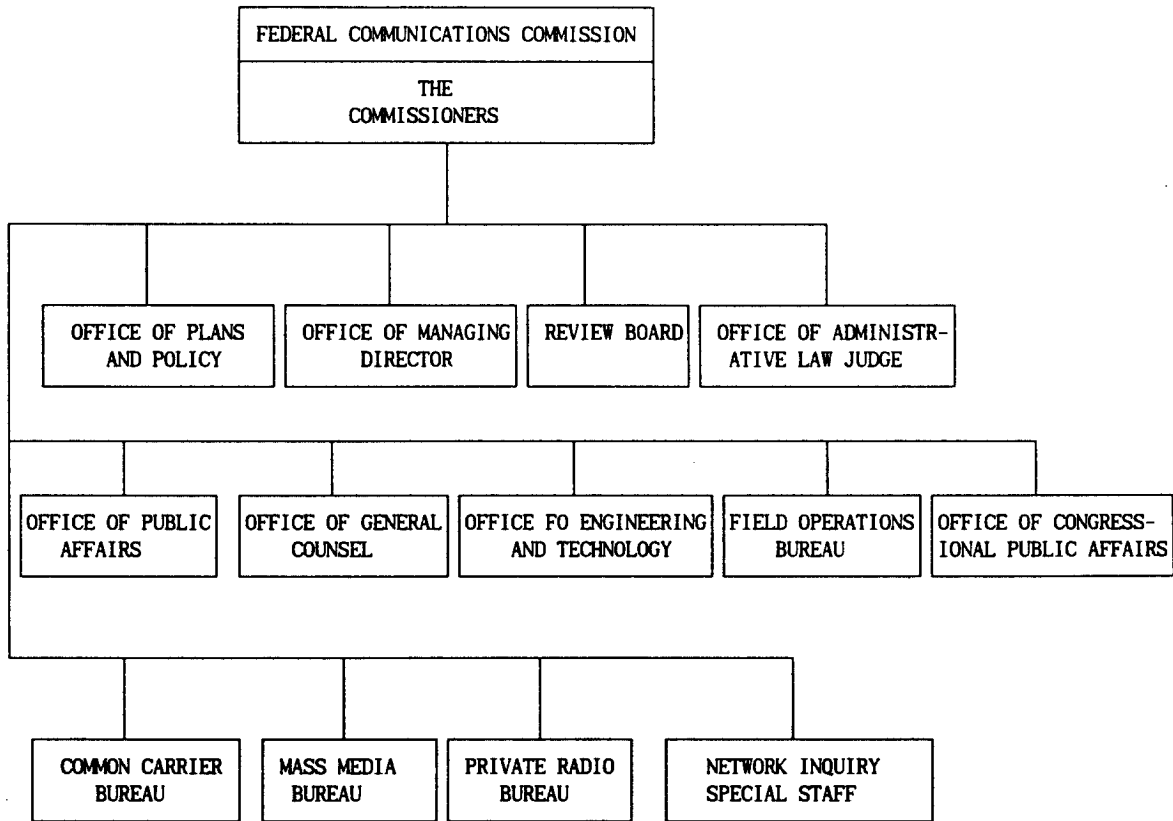 FEDERAL COMMUNICATIONS COMMISSION
THE
COMMISSIONERS
OFFICE OF PLANS
AND POLICY
OFFICE OF MANAGING
DIRECTOR
REVIEW BOARD
OFFICE OF ADMINISTR-
ATIVE LAW JUDGE
OFFICE OF PUBLIC
AFFAIRS
OFFICE OF GENERAL
COUNSEL
OFFICE FO ENGINEERING
AND TECHNOLOGY
FIELD OPERATIONS
BUREAU
OFFICE OF CONGRESS-
IONAL PUBLIC AFFAIRS
COMMON CARRIER
BUREAU
MASS MEDIA
BUREAU
PRIVATE RADIO
BUREAU
NETWORK INQUIRY
SPECIAL STAFF